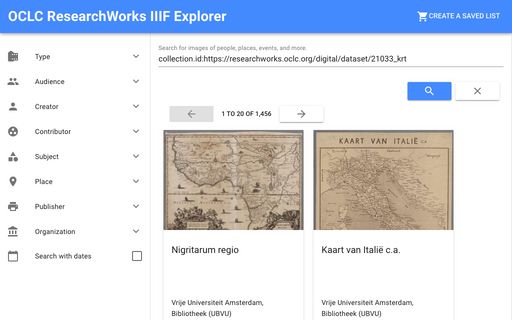 OCLC ResearchWorks IIIF Explorer
CREATE A SAVED LIST
Type
Audience
Creator
Contributor
Subject
Place
Publisher
Organization
Search with dates
Search for images of people, places, events, and more.
collection.id:https://researchworks.oclc.org/digital/dataset/21033_krt
1 TO 20 OF 1,456
KAART VAN ITALIË C.A.
Nigritarum regio
Kaart van Italië c.a.
Vrije Universiteit Amsterdam,
Bibliotheek (UBVU)
Vrije Universiteit Amsterdam,
Bibliotheek (UBVU)